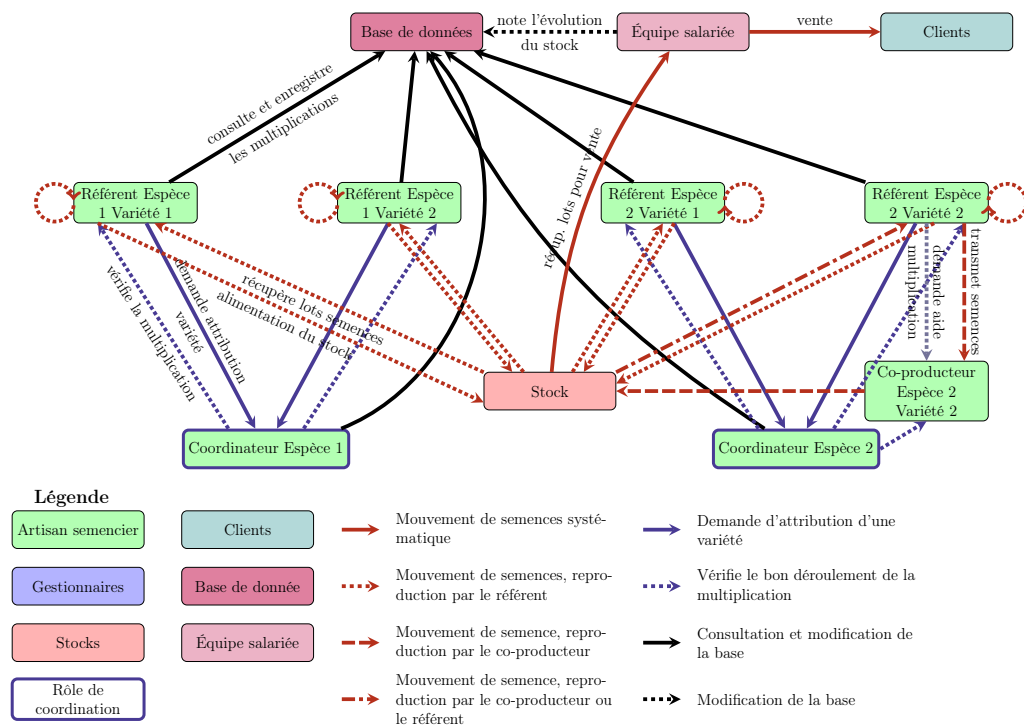 Base de données
note l'évolution
du stock
Équipe salariée
vente
Clients
consulte et enregistre
les multiplications
Référent Espèce
1 Variété 1
Référent Espèce
1 Variété 2
récup. lots pour vente
Référent Espèce
2 Variété 1
Référent Espèce
2 Variété 2
vérifie la multiplication
demande attribution
variété
récupère lots semences
alimentation du stock
demande aide
multiplication
transmet semences
Stock
Co-producteur
Espèce 2
Variété 2
Coordinateur Espèce 1
Coordinateur Espèce 2
Légende
Artisan semencier
Clients
Mouvement de semences systé-
matique
Demande d'attribution d'une
variété
Gestionnaires
Base de donnée
Mouvement de semences, repro-
duction par le référent
Vérifie le bon déroulement de la
multiplication
Stocks
Équipe salariée
Mouvement de semence, repro-
duction par le co-producteur
Consultation et modification de
la base
Rôle de
coordination
Mouvement de semence, repro-
duction par le co-producteur ou
le référent
Modification de la base